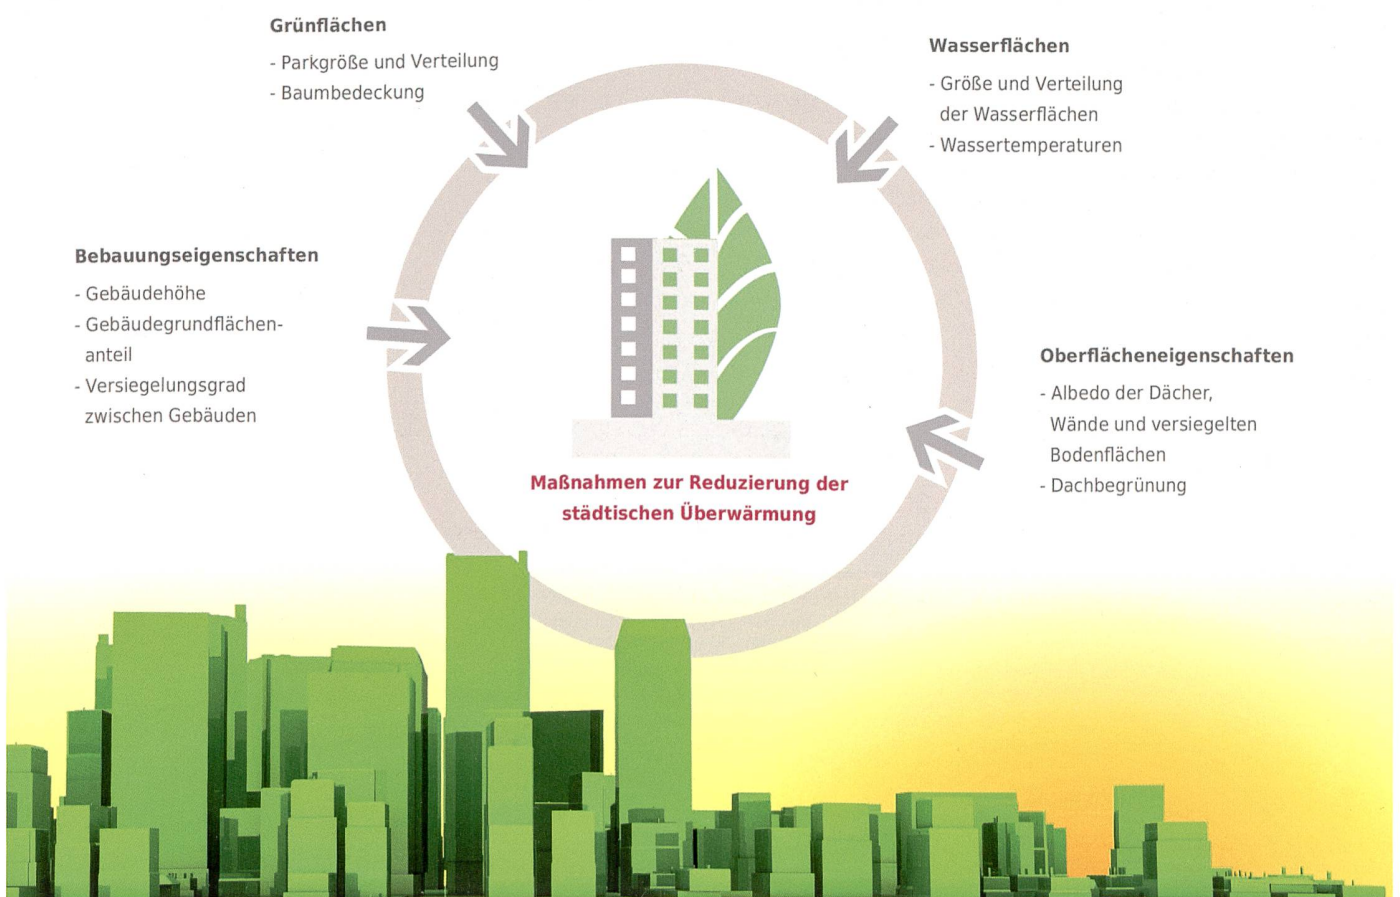 Grünflächen
- Parkgröße und Verteilung
- Baumbedeckung
Wasserflächen
- Größe und Verteilung
der Wasserflächen
- Wassertemperaturen
Bebauungseigenschaften
- Gebäudehöhe
- Gebäudegrundflächen-
anteil
- Versiegelungsgrad
zwischen Gebäuden
Oberflächeneigenschaften
- Albedo der Dächer,
Wände und versiegelten
Bodenflächen
- Dachbegrünung
Maßnahmen zur Reduzierung der
städtischen Überwärmung